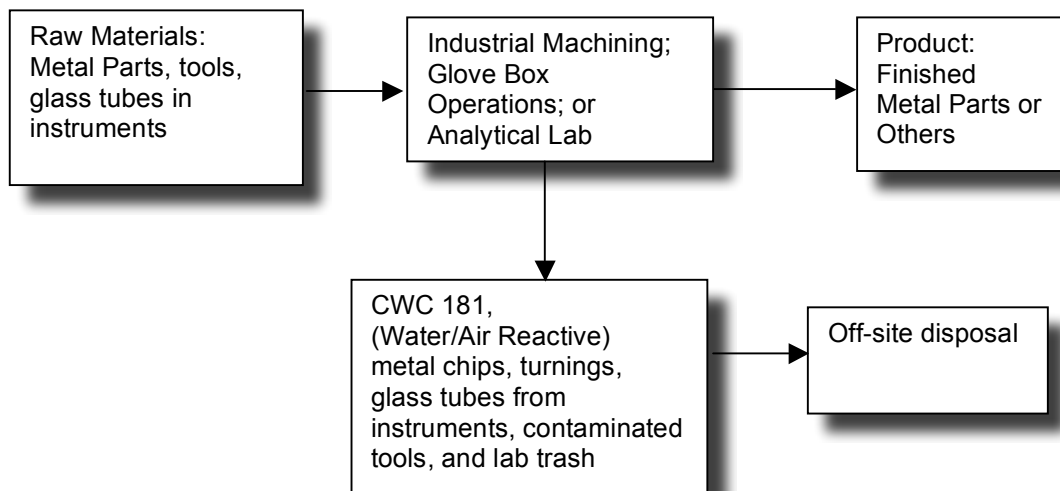 Raw Materials:
Metal Parts, tools,
glass tubes in
instruments
Industrial Machining;
Glove Box
Operations; or
Analytical Lab
Product:
Finished
Metal Parts or
Others
CWC 181,
(Water/Air Reactive)
metal chips, turnings,
glass tubes from
instruments, contaminated
tools, and lab trash
Off-site disposal